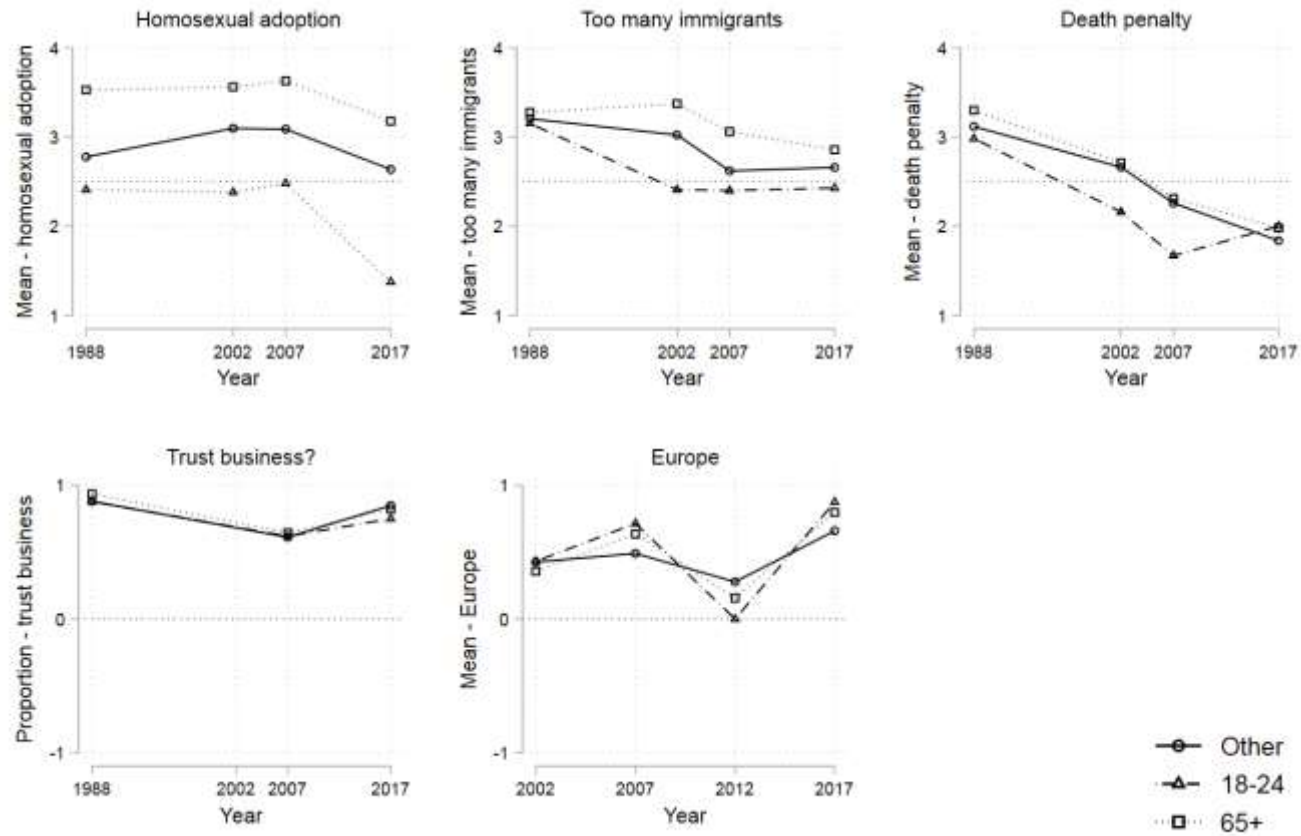 Homosexual adoption
Mean - homosexual adoption
4
3
2
1
1988 2002 2007 2017
Year
Too many immigrants
Mean - too many immigrants
4
3
2
1
1988 2002 2007 2017
Year
Death penalty
Mean - death penalty
4
3
2
1
1988 2002 2007 2017
Year
Trust business?
Proportion - trust business
1
0
-1
1988 2002 2007 2017
Year
Europe
Mean - Europe
1
0
-1
2002 2007 2012 2017
Year
Other
18-24
65+